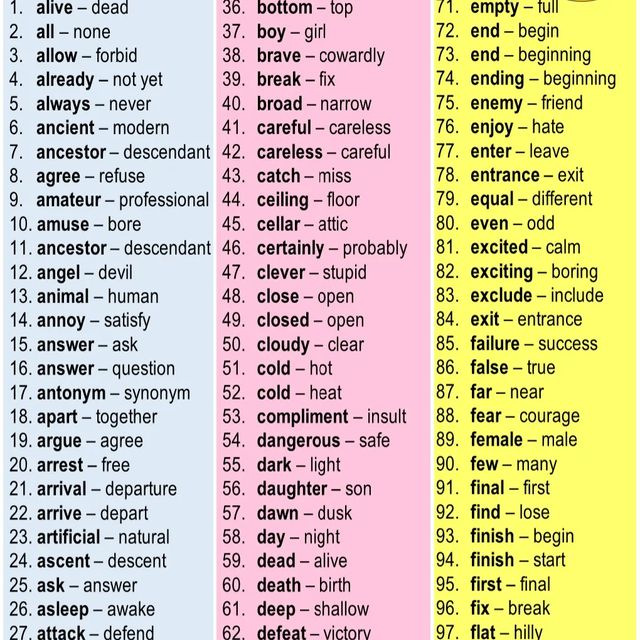 1. alive – dead
2. all – none
3. allow – forbid
4. already – not yet
5. always – never
6. ancient – modern
7. ancestor – descendant
8. agree – refuse
9. amateur – professional
10. amuse – bore
11. ancestor – descendant
12. angel – devil
13. animal – human
14. annoy – satisfy
15. answer – ask
16. answer – question
17. antonym – synonym
18. apart – together
19. argue – agree
20. arrest – free
21. arrival – departure
22. arrive – depart
23. artificial – natural
24. ascent – descent
25. ask – answer
26. asleep – awake
27. attack – defend
36. bottom – top
37. boy – girl
38. brave – cowardly
39. break – fix
40. broad – narrow
41. careful – careless
42. careless – careful
43. catch – miss
44. ceiling – floor
45. cellar – attic
46. certainly – probably
47. clever – stupid
48. close – open
49. closed – open
50. cloudy – clear
51. cold – hot
52. cold – heat
53. compliment – insult
54. dangerous – safe
55. dark – light
56. daughter – son
57. dawn – dusk
58. day – night
59. dead – alive
60. death – birth
61. deep – shallow
62. defeat – victory
71. empty – full
72. end – begin
73. end – beginning
74. ending – beginning
75. enemy – friend
76. enjoy – hate
77. enter – leave
78. entrance – exit
79. equal – different
80. even – odd
81. excited – calm
82. exciting – boring
83. exclude – include
84. exit – entrance
85. failure – success
86. false – true
87. far – near
88. fear – courage
89. female – male
90. few – many
91. final – first
92. find – lose
93. finish – begin
94. finish – start
95. first – final
96. fix – break
97. flat – hilly